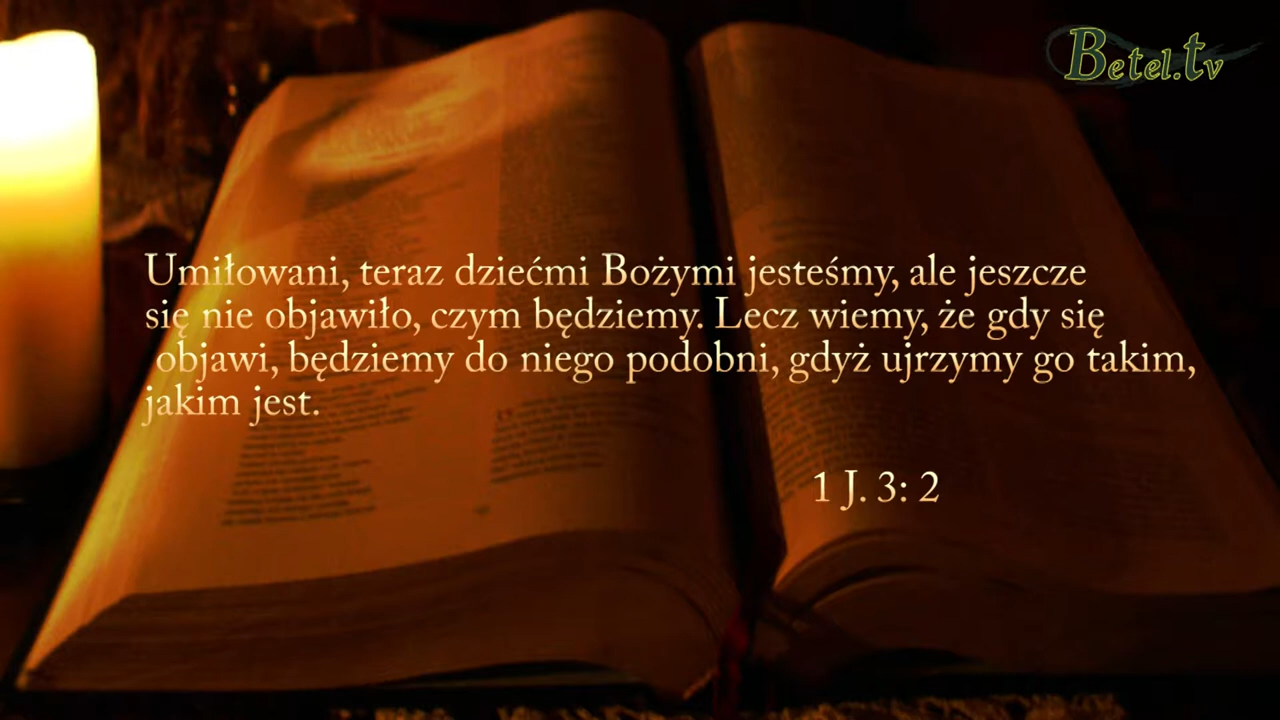 Betel.tv
Umiłowani, teraz dziećmi Bożymi jesteśmy, ale jeszcze
się nie objawiło, czym będziemy. Lecz wiemy, że gdy się
objawi, będziemy do niego podobni, gdyż ujrzymy go takim,
jakim jest.
1 J. 3: 2